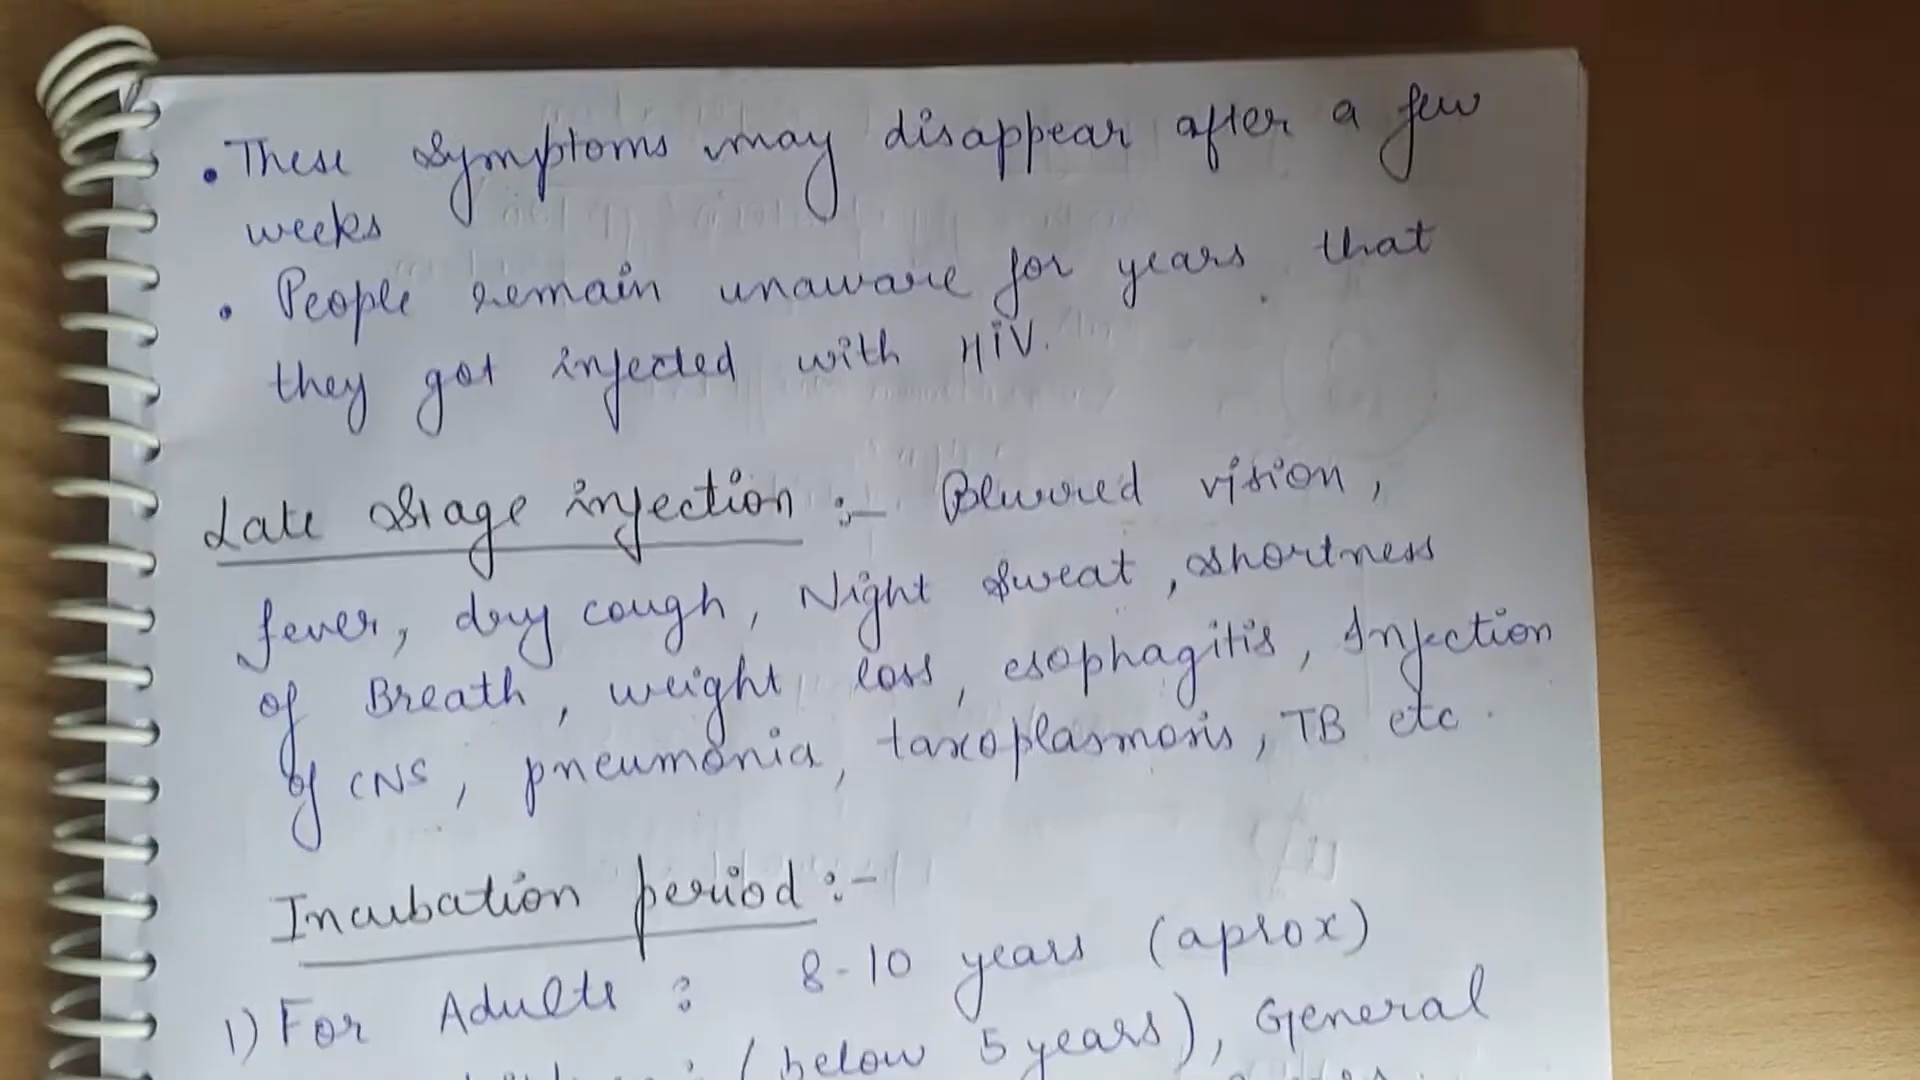 • These symptoms may disappear after a few
weeks
• People remain unaware for years that
they got infected with HIV.
Late stage infection :-  Blurred vision,
fever, dry cough, Night sweat, shortness
of Breath, weight loss, esophagitis, Infection
of CNS, pneumonia, taxoplasmosis, TB etc.
Incubation period :-
1) For Adults : 8-10 years (aprox)
(below 5 years), General